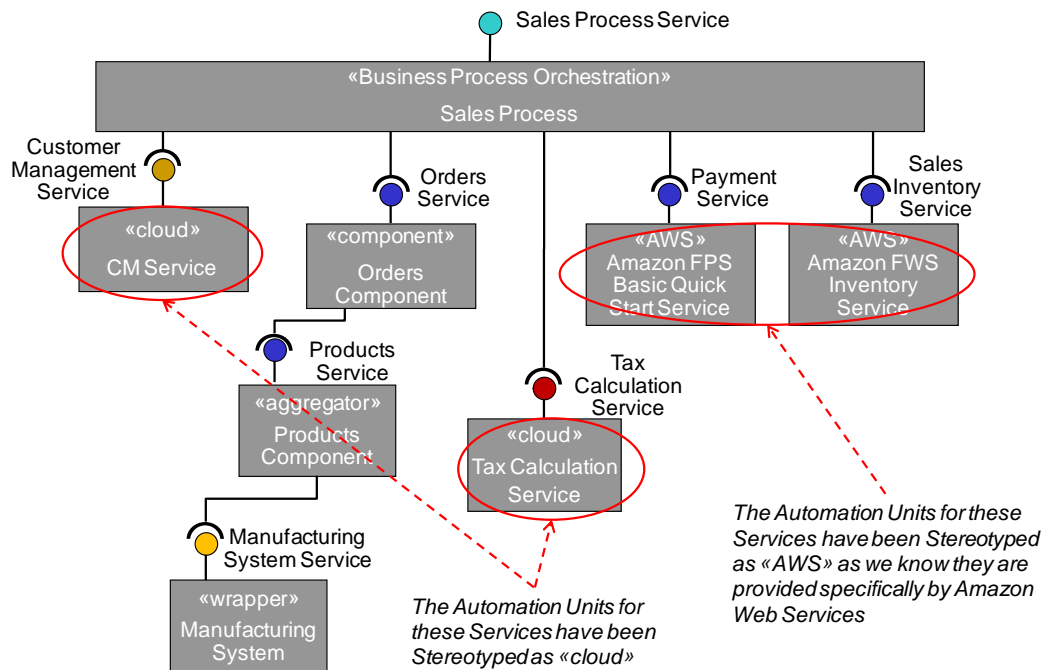 Sales Process Service
«Business Process Orchestration»
Sales Process
Customer
Management
Service
Orders
Service
Payment
Service
Sales
Inventory
Service
«cloud»
CM Service
«component»
Orders
Component
«AWS»
Amazon FPS
Basic Quick
Start Service
«AWS»
Amazon FWS
Inventory
Service
Products
Service
Tax
Calculation
Service
«aggregator»
Products
Component
«cloud»
Tax Calculation
Service
Manufacturing
System Service
«wrapper»
Manufacturing
System
The Automation Units for
these Services have been
Stereotyped as «cloud»
The Automation Units for these
Services have been Stereotyped
as «AWS» as we know they are
provided specifically by Amazon
Web Services